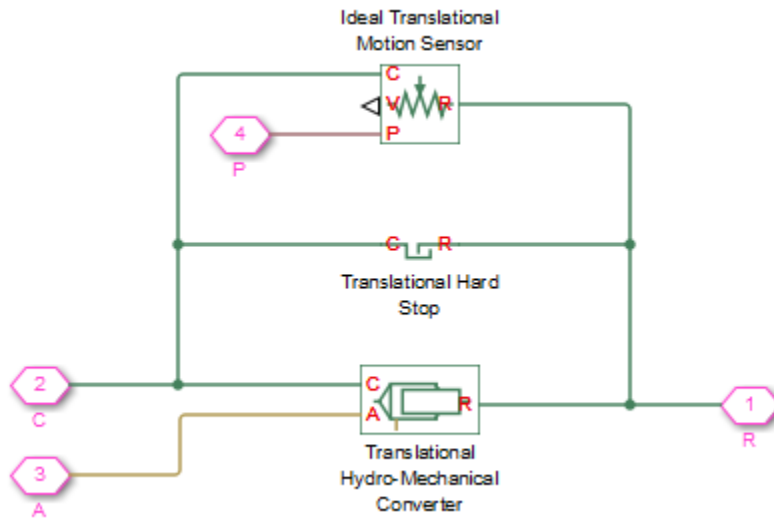 Ideal Translational
Motion Sensor
C
V R
P
4
P
C R
Translational Hard
Stop
2
C
C
A R
1
R
3
A
Translational
Hydro-Mechanical
Converter